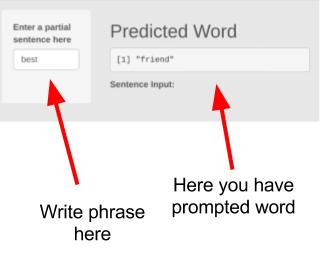 Enter a partial
sentence here
best
Predicted Word
[1] "friend"
Sentence Input:
Write phrase
here
Here you have
prompted word